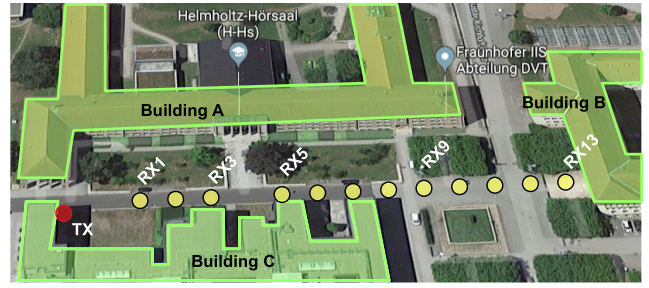 Helmholtz-Hörsaal
(H-Hs)
Fraunhofer IIS
Abteilung DVT
Building A
Building B
RX1
RX3
RX5
RX9
RX13
TX
Building C